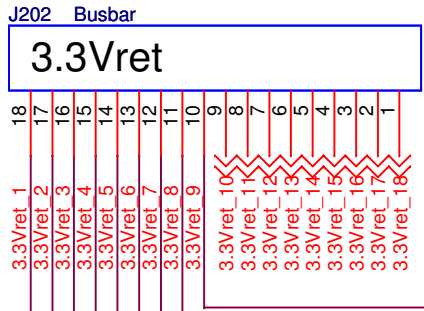 J202 Busbar
3.3Vret
18 17 16 15 14 13 12 11 10 9 8 7 6 5 4 3 2 1
3.3Vret_1
3.3Vret_2
3.3Vret_3
3.3Vret_4
3.3Vret_5
3.3Vret_6
3.3Vret_7
3.3Vret_8
3.3Vret_9
3.3Vret_10
3.3Vret_11
3.3Vret_12
3.3Vret_13
3.3Vret_14
3.3Vret_15
3.3Vret_16
3.3Vret_17
3.3Vret_18